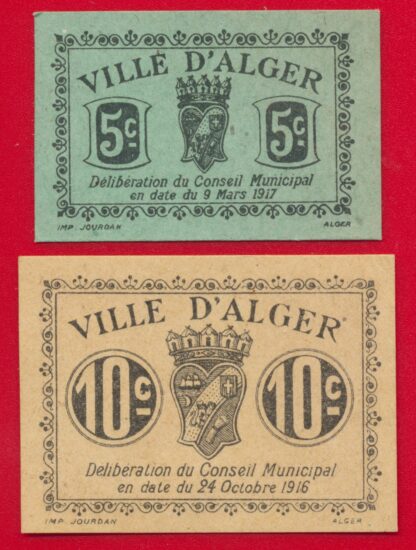 VILLE D'ALGER
5c. 5c.
Délibération du Conseil Municipal
en date du 9 Mars 1917
IMP. JOURDAN ALGER
VILLE D'ALGER
10c. 10c.
Délibération du Conseil Municipal
en date du 24 Octobre 1916
IMP. JOURDAN ALGER